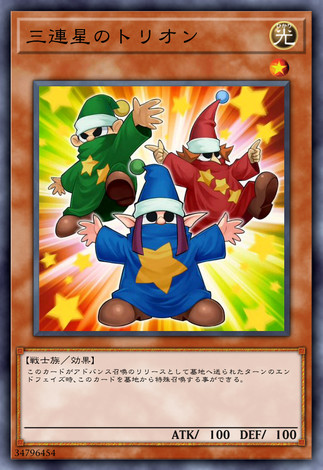 三連星のトリオン
光
[戦士族／効果]
このカードがアドバンス召喚のリリースとして墓地へ送られたターンのエン
ドフェイズ時、このカードを墓地から特殊召喚する事ができる。
ATK/ 100 DEF/ 100
34796454